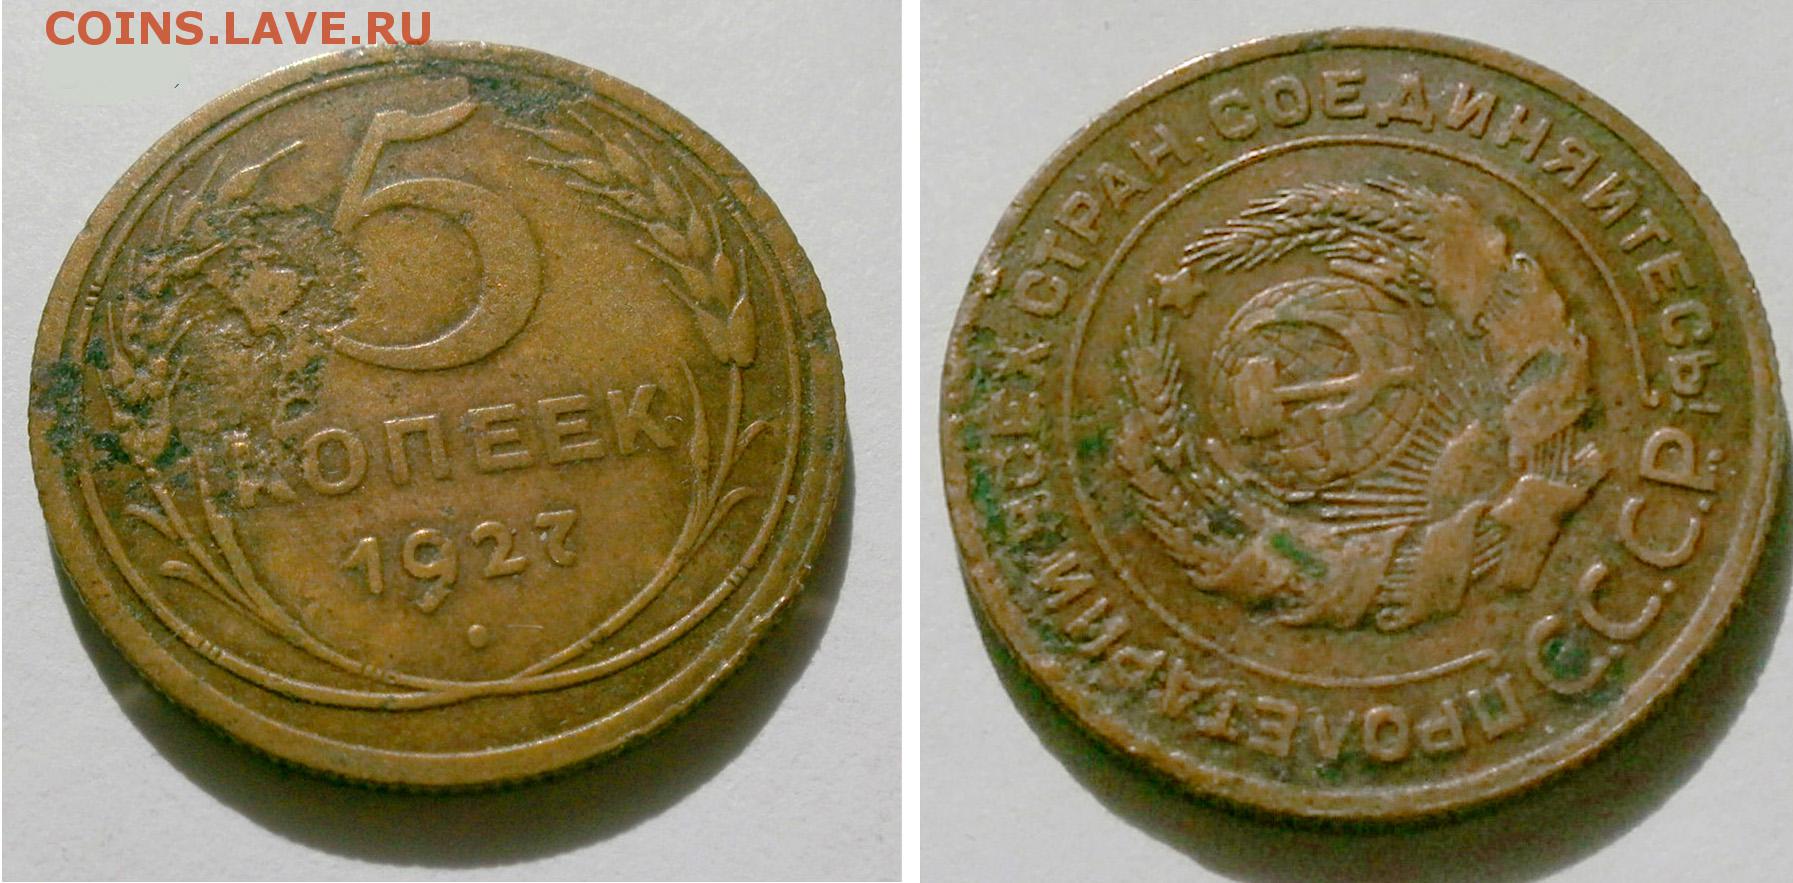 COINS.LAVE.RU
5
КОПЕЕК
1927
ПРОЛЕТАРИИ ВСЕХ СТРАН, СОЕДИНЯЙТЕСЬ!
С.С.С.Р.